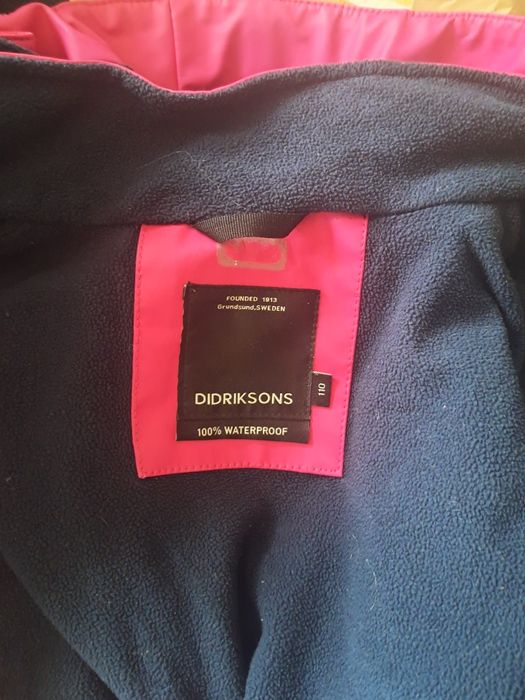 FOUNDED 1913
Grundsund,SWEDEN
DIDRIKSONS
110
100% WATERPROOF